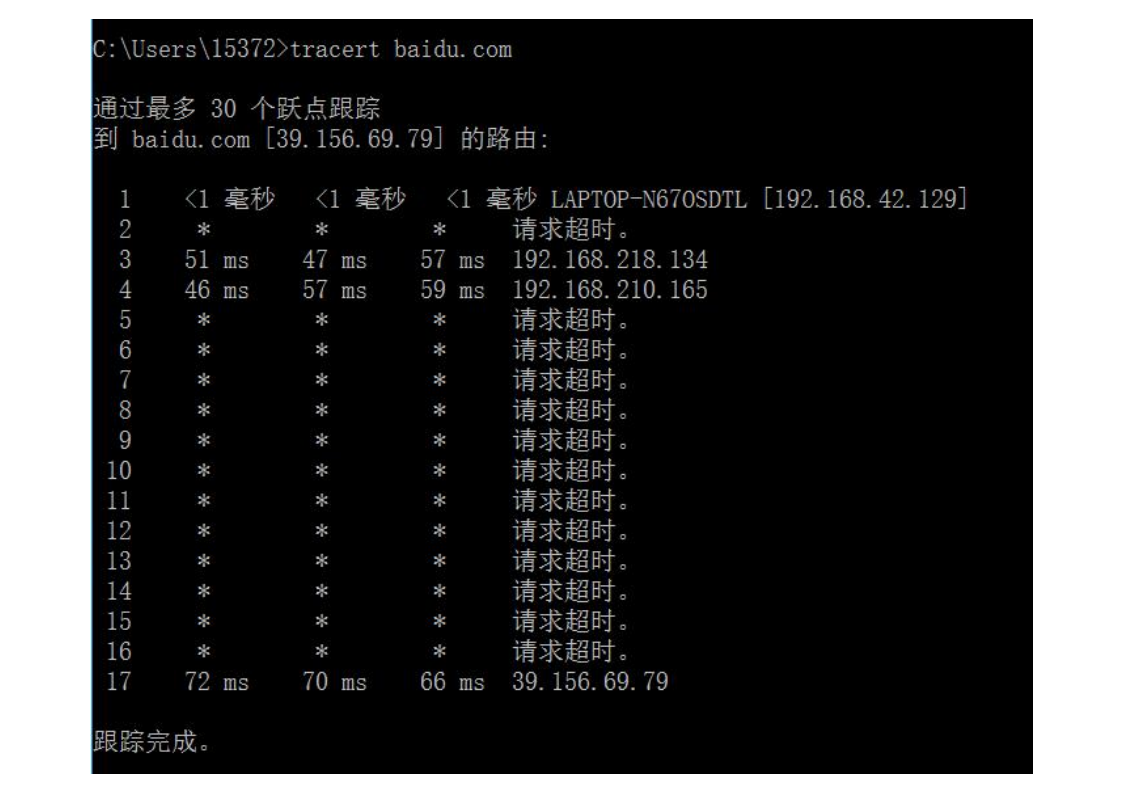 C:\Users\15372>tracert baidu.com
通过最多 30 个跃点跟踪
到 baidu.com [39.156.69.79] 的路由:
1 <1 毫秒 <1 毫秒 <1 毫秒 LAPTOP-N67OSDTL [192.168.42.129]
2 * * * 请求超时。
3 51 ms 47 ms 57 ms 192.168.218.134
4 46 ms 57 ms 59 ms 192.168.210.165
5 * * * 请求超时。
6 * * * 请求超时。
7 * * * 请求超时。
8 * * * 请求超时。
9 * * * 请求超时。
10 * * * 请求超时。
11 * * * 请求超时。
12 * * * 请求超时。
13 * * * 请求超时。
14 * * * 请求超时。
15 * * * 请求超时。
16 * * * 请求超时。
17 72 ms 70 ms 66 ms 39.156.69.79
跟踪完成。